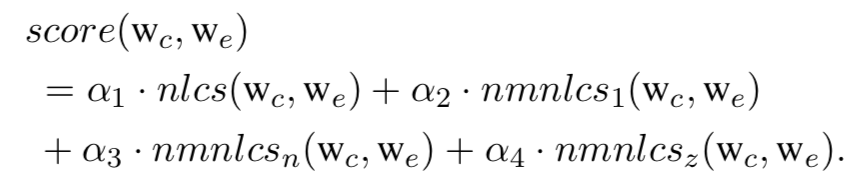 score(w_c, w_e)
= α_1 · nlcs(w_c, w_e) + α_2 · nmnlcs_1(w_c, w_e)
+ α_3 · nmnlcs_n(w_c, w_e) + α_4 · nmnlcs_z(w_c, w_e).